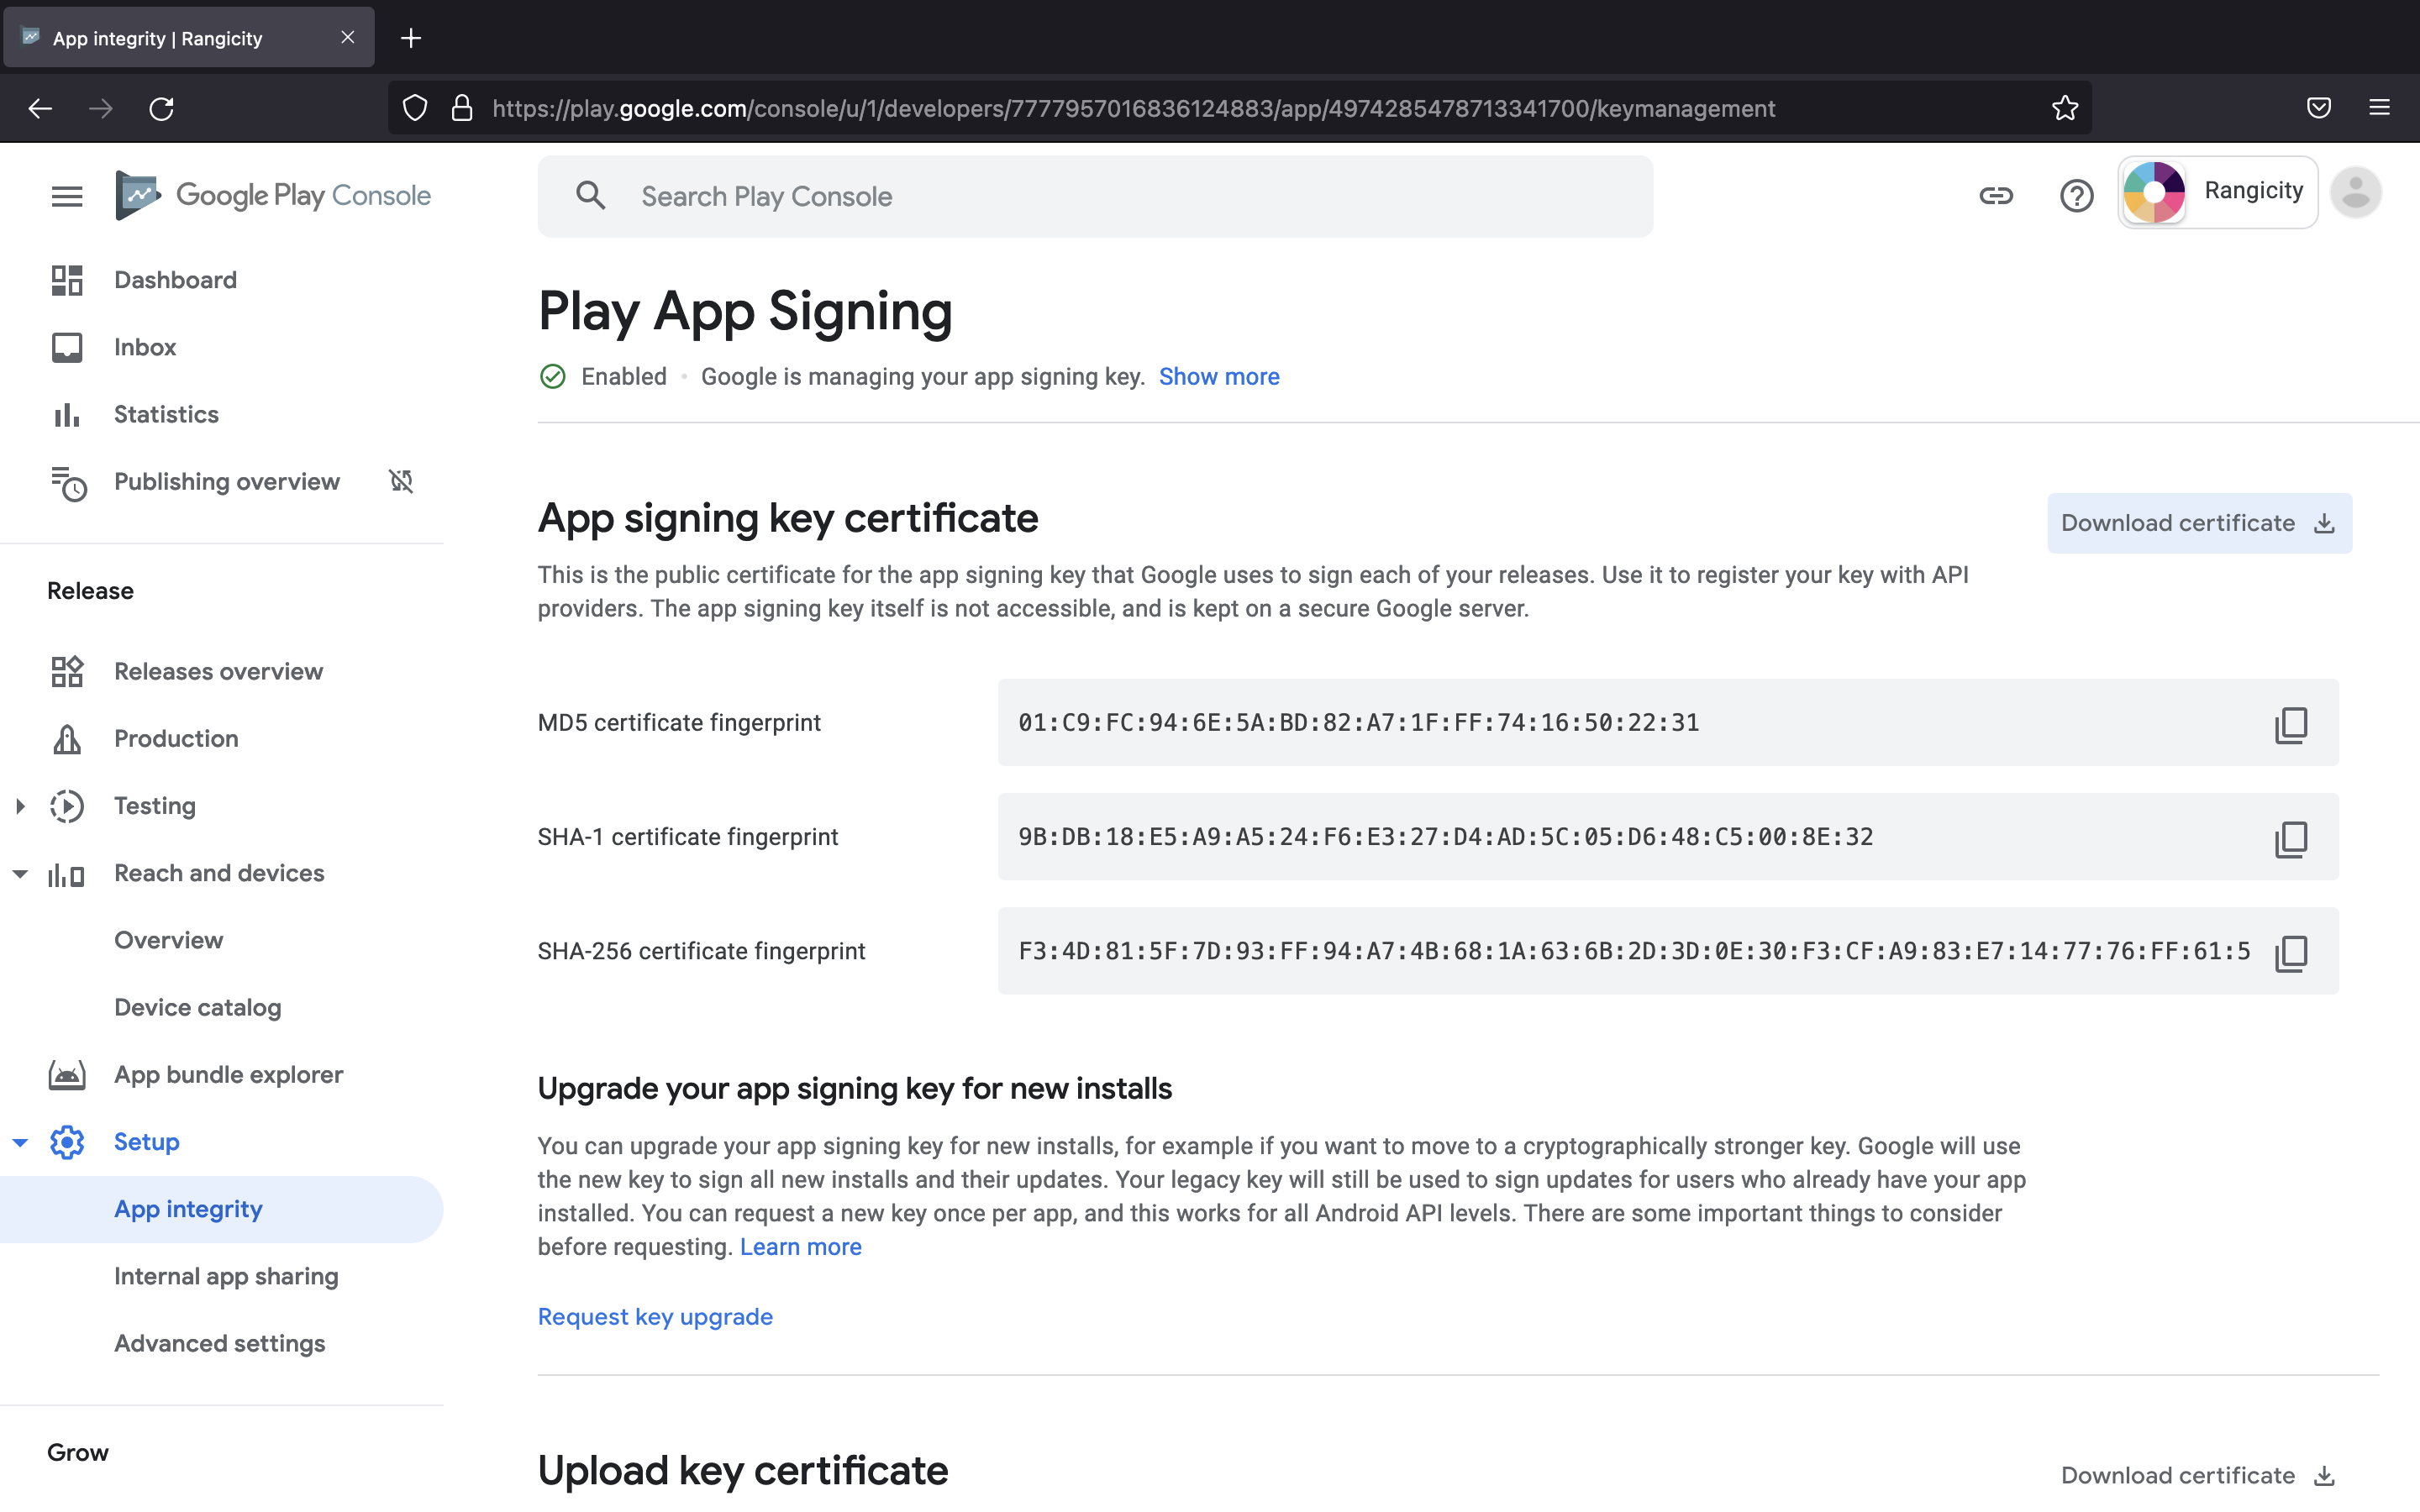 App integrity | Rangicity
https://play.google.com/console/u/1/developers/7777957016836124883/app/4974285478713341700/keymanagement
Google Play Console
Search Play Console
Rangicity
Dashboard
Inbox
Statistics
Publishing overview
Release
Releases overview
Production
Testing
Reach and devices
Overview
Device catalog
App bundle explorer
Setup
App integrity
Internal app sharing
Advanced settings
Grow
Play App Signing
Enabled • Google is managing your app signing key. Show more
App signing key certificate
Download certificate
This is the public certificate for the app signing key that Google uses to sign each of your releases. Use it to register your key with API
providers. The app signing key itself is not accessible, and is kept on a secure Google server.
MD5 certificate fingerprint
01:C9:FC:94:6E:5A:BD:82:A7:1F:FF:74:16:50:22:31
SHA-1 certificate fingerprint
9B:DB:18:E5:A9:A5:24:F6:E3:27:D4:AD:5C:05:D6:48:C5:00:8E:32
SHA-256 certificate fingerprint
F3:4D:81:5F:7D:93:FF:94:A7:4B:68:1A:63:6B:2D:3D:0E:30:F3:CF:A9:83:E7:14:77:76:FF:61:5
Upgrade your app signing key for new installs
You can upgrade your app signing key for new installs, for example if you want to move to a cryptographically stronger key. Google will use
the new key to sign all new installs and their updates. Your legacy key will still be used to sign updates for users who already have your app
installed. You can request a new key once per app, and this works for all Android API levels. There are some important things to consider
before requesting. Learn more
Request key upgrade
Upload key certificate
Download certificate